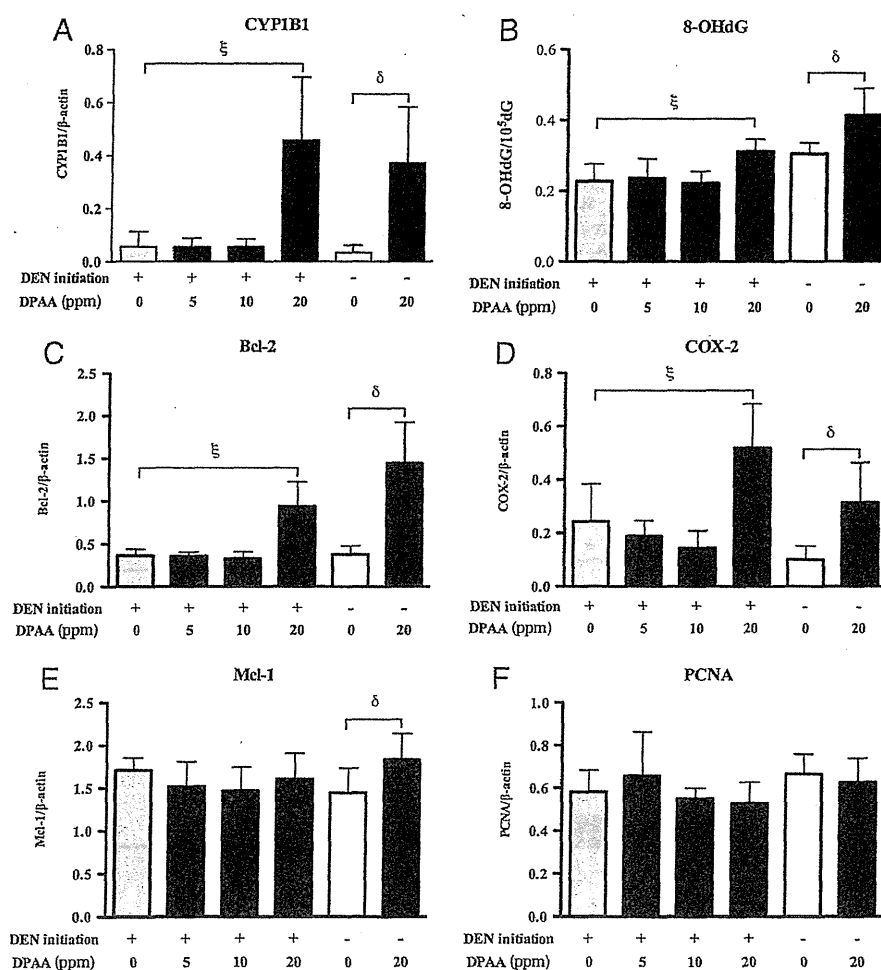 A
CYP1B1
ξ
δ
CYP1B1/β-actin
0.8
0.6
0.4
0.2
0.0
DEN initiation + + + + - -
DPAA (ppm) 0 5 10 20 0 20
B
8-OHdG
ξ
δ
8-OHdG/10⁵dG
0.6
0.4
0.2
0.0
DEN initiation + + + + - -
DPAA (ppm) 0 5 10 20 0 20
C
Bcl-2
ξ
δ
Bcl-2/β-actin
2.5
2.0
1.5
1.0
0.5
0.0
DEN initiation + + + + - -
DPAA (ppm) 0 5 10 20 0 20
D
COX-2
ξ
δ
COX-2/β-actin
0.8
0.6
0.4
0.2
0.0
DEN initiation + + + + - -
DPAA (ppm) 0 5 10 20 0 20
E
Mcl-1
δ
Mcl-1/β-actin
2.5
2.0
1.5
1.0
0.5
0.0
DEN initiation + + + + - -
DPAA (ppm) 0 5 10 20 0 20
F
PCNA
PCNA/β-actin
1.0
0.8
0.6
0.4
0.2
0.0
DEN initiation + + + + - -
DPAA (ppm) 0 5 10 20 0 20